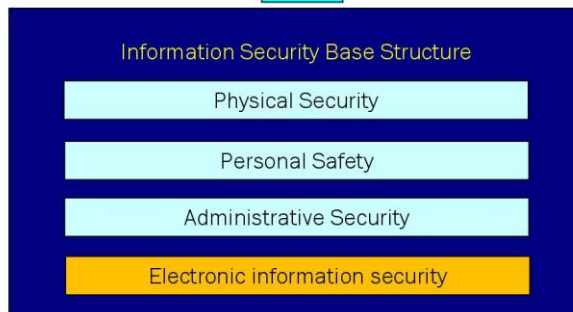 Information Security Base Structure
Physical Security
Personal Safety
Administrative Security
Electronic information security